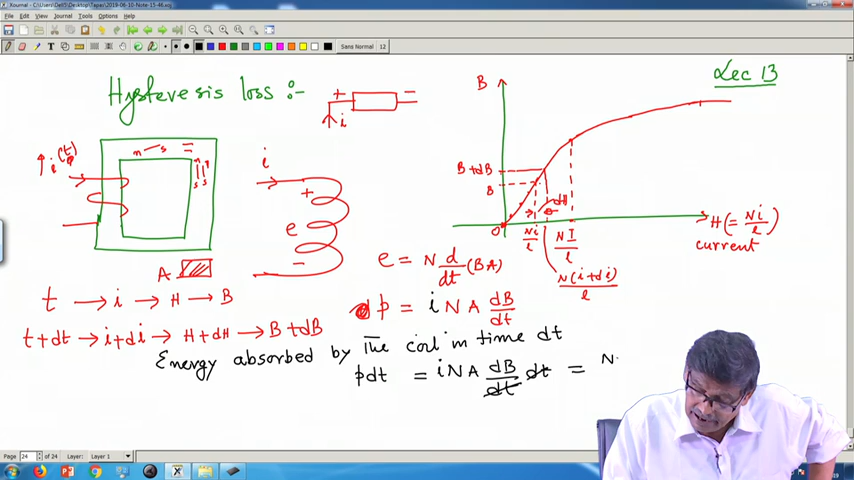 Xournal - C:\Users\Dell5\Desktop\Tapas\2019-06-10-Note-15-46.xoj
File Edit View Journal Tools Options Help
Sans Normal 12
Hysteresis loss :-
Lec 13
+ -
i
B
i(t)
n s
i
+
e
-
B+dB
B
dH
O
Ni/l
NI/l
N(i+di)/l
H (= Ni/l)
current
A
e = N d/dt (BA)
t → i → H → B
p = i N A dB/dt
t+dt → i+di → H+dH → B+dB
Energy absorbed by the coil in time dt
pdt = i N A dB/dt dt = N
Page 24 of 24 Layer: Layer 1